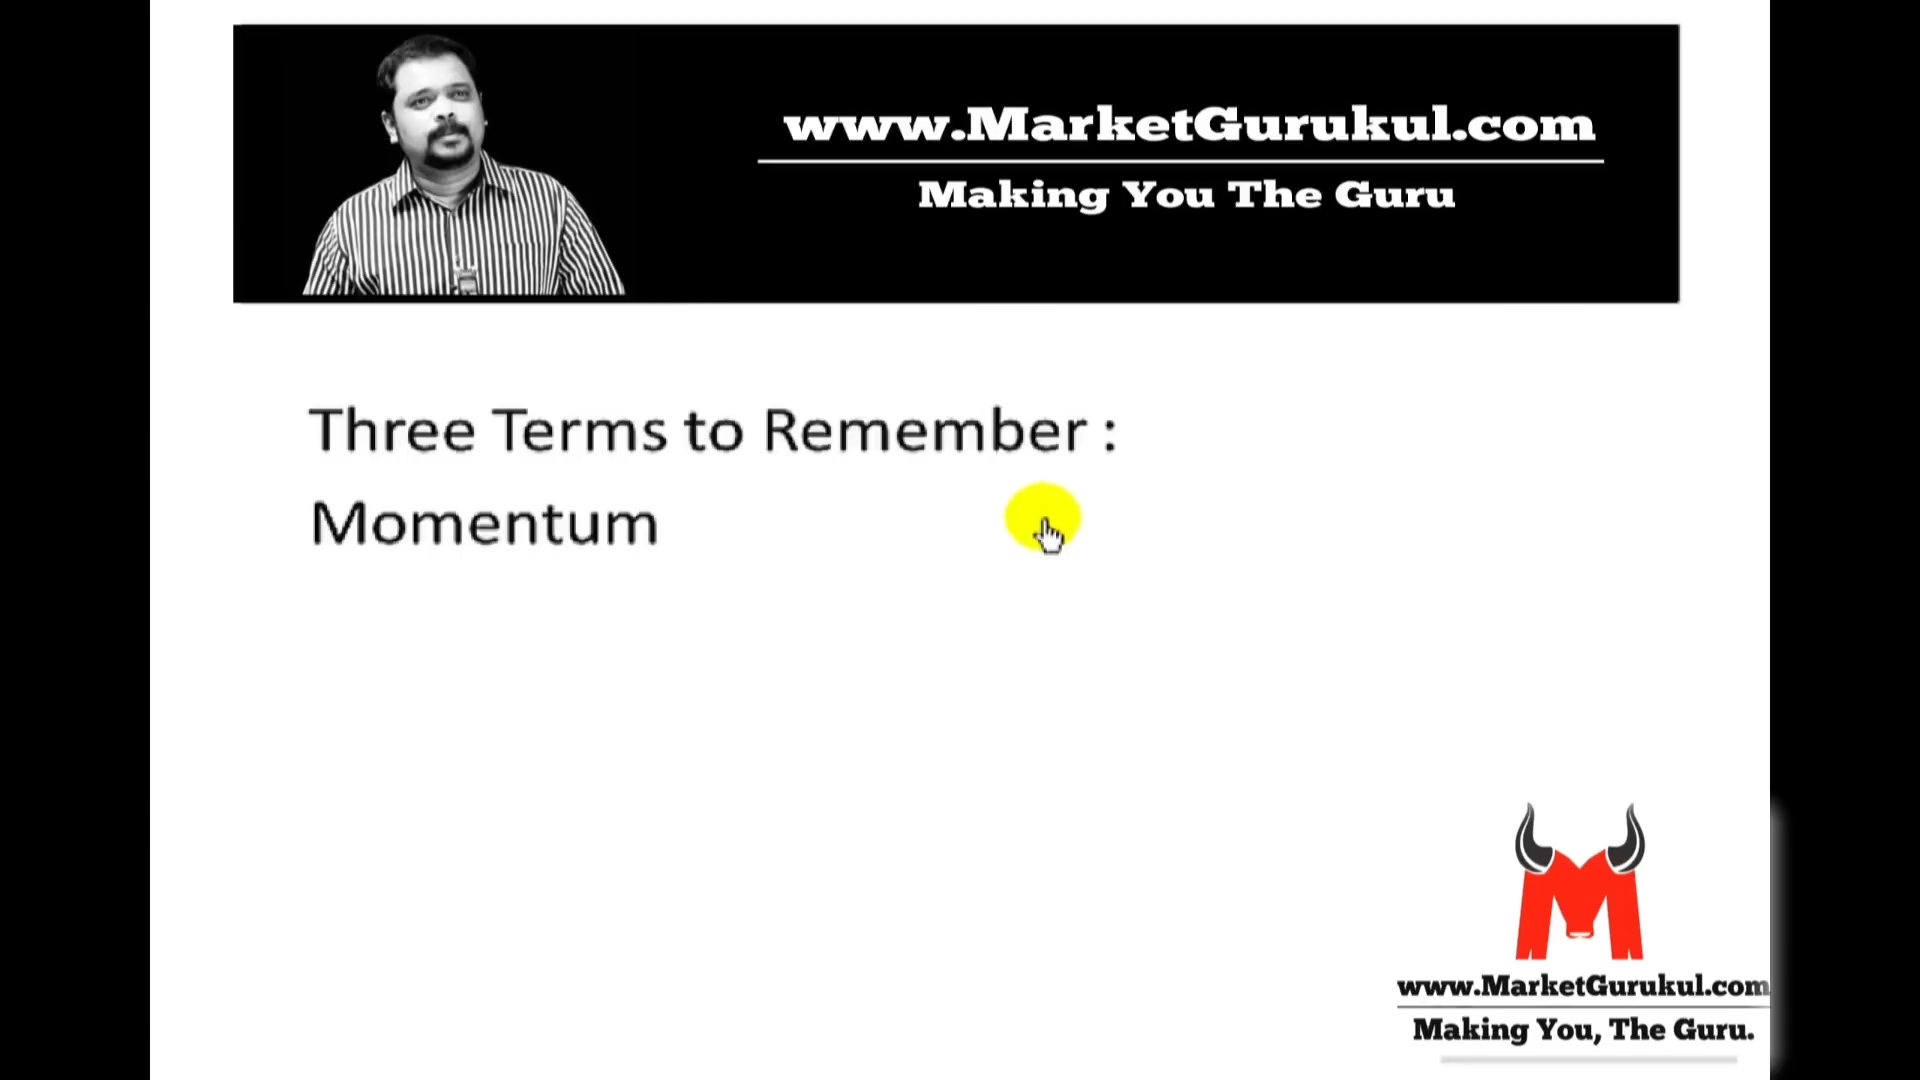 www.MarketGurukul.com
Making You The Guru
Three Terms to Remember :
Momentum
www.MarketGurukul.com
Making You, The Guru.